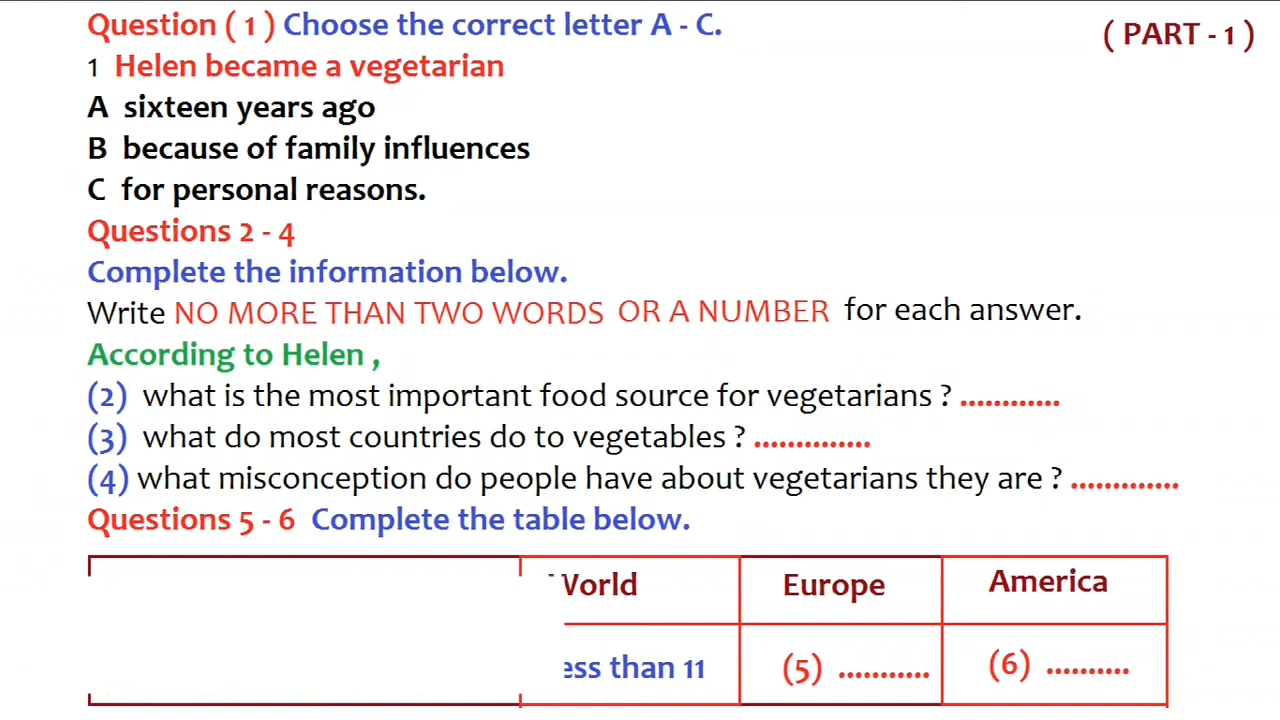 Question ( 1 ) Choose the correct letter A - C.
( PART - 1 )
1 Helen became a vegetarian
A sixteen years ago
B because of family influences
C for personal reasons.
Questions 2 - 4
Complete the information below.
Write NO MORE THAN TWO WORDS OR A NUMBER for each answer.
According to Helen ,
(2) what is the most important food source for vegetarians ? ............
(3) what do most countries do to vegetables ? ..............
(4) what misconception do people have about vegetarians they are ? .............
Questions 5 - 6 Complete the table below.
World Europe America
less than 11 (5) ........... (6) ..........